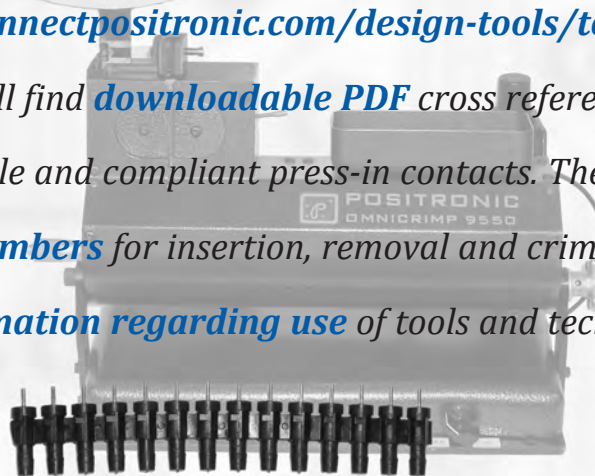 nnectpositronic.com/design-tools/to
ll find downloadable PDF cross refere
le and compliant press-in contacts. The
POSITRONIC
OMNICRIMP 9550
mbers for insertion, removal and crim
mation regarding use of tools and tec